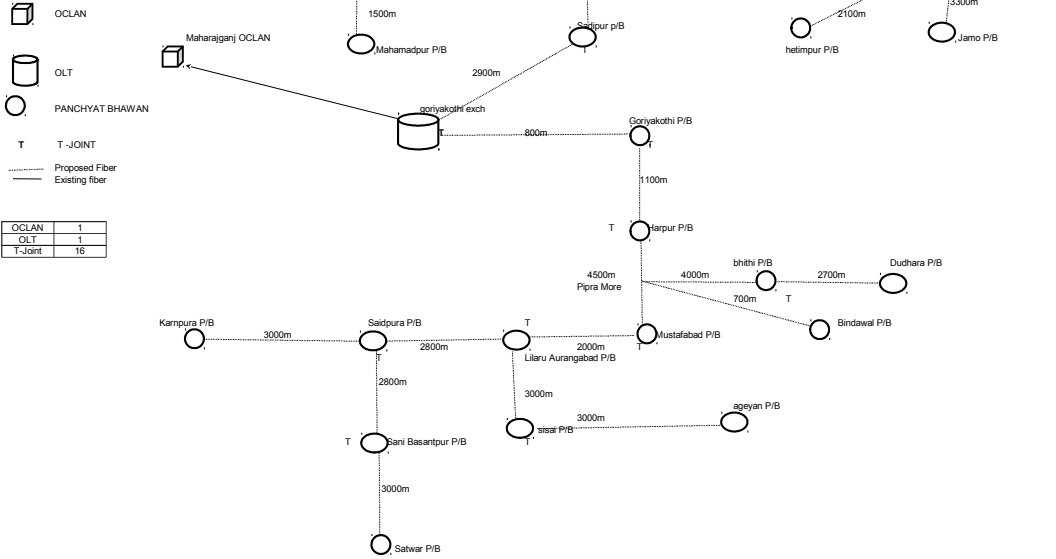 OCLAN
1500m
Mahamadpur P/B
Sadipur p/B
T
2100m
hetimpur P/B
3300m
Jamo P/B
Maharajganj OCLAN
OLT
2900m
PANCHYAT BHAWAN
goriyakothi exch
T
800m
Goriyakothi P/B
T
T T -JOINT
Proposed Fiber
Existing fiber
1100m
OCLAN 1
OLT 1
T-Joint 16
T
Harpur P/B
4500m
Pipra More
4000m
bhithi P/B
2700m
Dudhara P/B
700m
T
Bindawal P/B
Karnpura P/B
3000m
Saidpura P/B
T
2800m
T
Lilaru Aurangabad P/B
2000m
T
Mustafabad P/B
2800m
3000m
sisai P/B
T
3000m
ageyan P/B
T
Sani Basantpur P/B
3000m
Satwar P/B